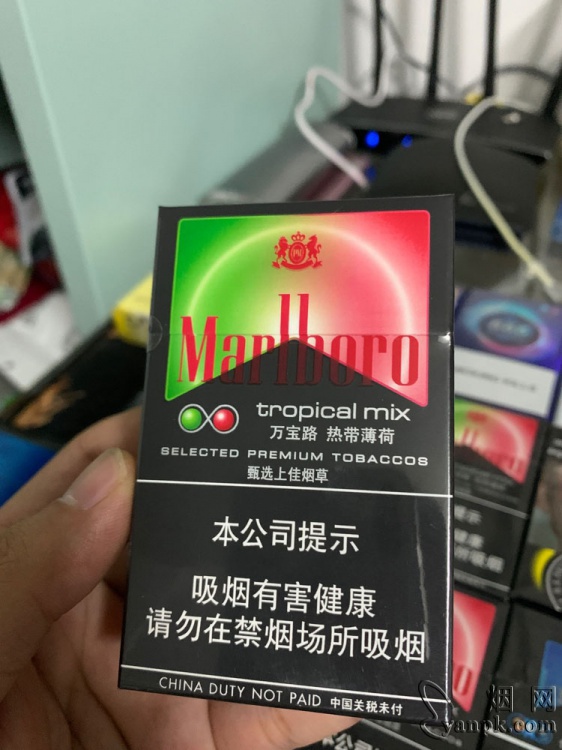 Marlboro
tropical mix
万宝路 热带薄荷
SELECTED PREMIUM TOBACCOS
甄选上佳烟草
本公司提示
吸烟有害健康
请勿在禁烟场所吸烟
CHINA DUTY NOT PAID 中国关税未付
烟网
yanpk.com